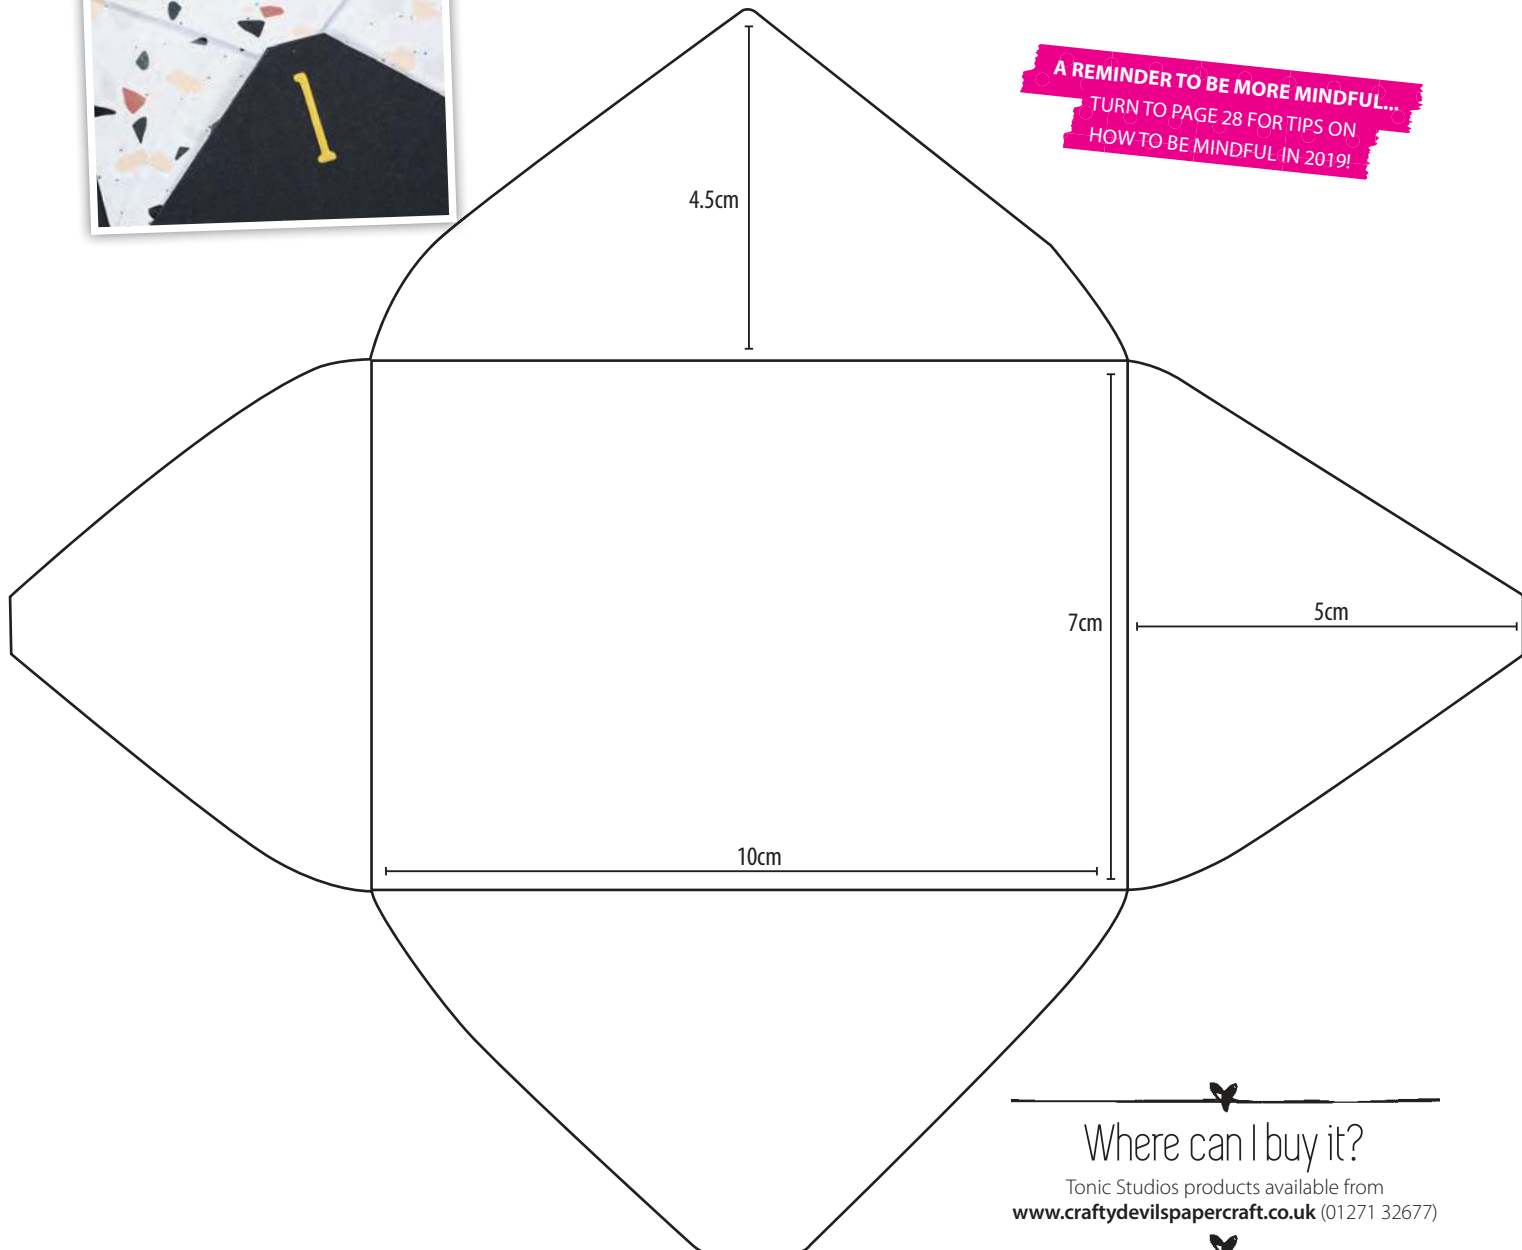 A REMINDER TO BE MORE MINDFUL...
TURN TO PAGE 28 FOR TIPS ON
HOW TO BE MINDFUL IN 2019!
1
4.5cm
7cm
5cm
10cm
Where can I buy it?
Tonic Studios products available from
www.craftydevilspapercraft.co.uk (01271 32677)